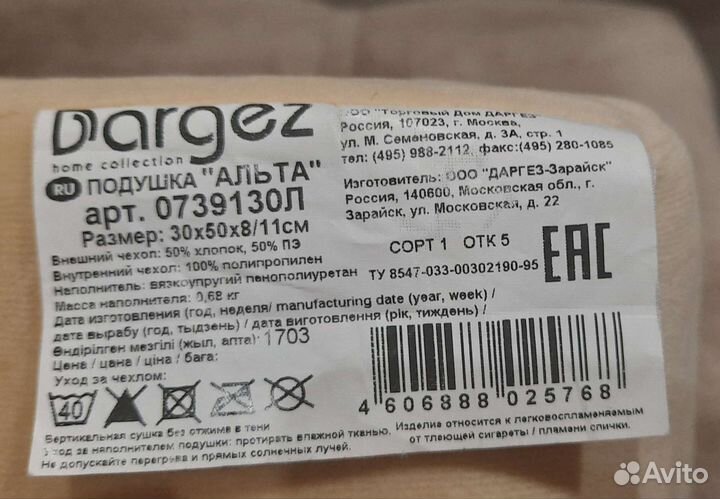 Dargez
home collection
RU ПОДУШКА "АЛЬТА"
арт. 0739130Л
Размер: 30х50х8/11см
Внешний чехол: 50% хлопок, 50% ПЭ
Внутренний чехол: 100% полипропилен
Наполнитель: вязкоупругий пенополиуретан
Масса наполнителя: 0,68 кг
Дата изготовления (год, неделя/ manufacturing date (year, week) /
дата вырабу (год, тыдзень) / дата виготовлення (рік, тиждень) /
Өндірілген мезгілі (жыл, апта): 1703
Цена / цана / ціна / баға:
Уход за чехлом:
40
Вертикальная сушка без отжима в тени
Уход за наполнителем подушки: протирать влажной тканью.
Не допускайте перегрева и прямых солнечных лучей.
ООО "Торговый Дом ДАРГЕЗ"
Россия, 107023, г. Москва,
ул. М. Семановская, д. 3А, стр. 1
тел: (495) 988-2112, факс:(495) 280-1085
Изготовитель: ООО "ДАРГЕЗ-Зарайск"
Россия, 140600, Московская обл., г.
Зарайск, ул. Московская, д. 22
СОРТ 1 ОТК 5
ТУ 8547-033-00302190-95
EAC
4 606888 025768
Изделие относится к легковоспламеняемым
от тлеющей сигареты / пламени спички.
Avito